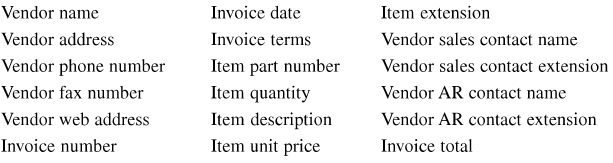 Vendor name Invoice date Item extension
Vendor address Invoice terms Vendor sales contact name
Vendor phone number Item part number Vendor sales contact extension
Vendor fax number Item quantity Vendor AR contact name
Vendor web address Item description Vendor AR contact extension
Invoice number Item unit price Invoice total